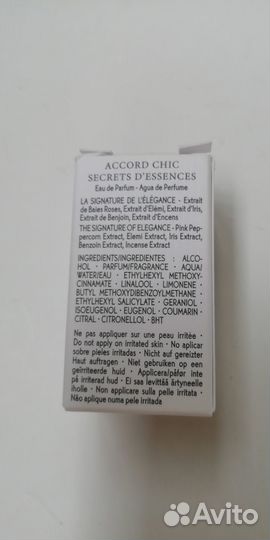 ACCORD CHIC
SECRETS D'ESSENCES
Eau de Parfum - Agua de Perfume
LA SIGNATURE DE L'ÉLÉGANCE - Extrait
de Baies Roses, Extrait d'Elémi, Extrait d'Iris,
Extrait de Benjoin, Extrait d'Encens
THE SIGNATURE OF ELEGANCE - Pink Pep-
percorn Extract, Elemi Extract, Iris Extract,
Benzoin Extract, Incense Extract
INGREDIENTS/INGREDIENTES : ALCO-
HOL • PARFUM/FRAGRANCE • AQUA/
WATER/EAU • ETHYLHEXYL METHOXY-
CINNAMATE • LINALOOL • LIMONENE •
BUTYL METHOXYDIBENZOYLMETHANE •
ETHYLHEXYL SALICYLATE • GERANIOL •
ISOEUGENOL • EUGENOL • COUMARIN •
CITRAL • CITRONELLOL • BHT
Ne pas appliquer sur une peau irritée •
Do not apply on irritated skin • No aplicar
sobre pieles irritadas • Nicht auf gereizter
Haut auftragen • Niet gebruiken op een
geïrriteerde huid • Applicera/påfør inte
på irriterad hud • Ei saa levittää ärtyneelle
iholle • Non applicare sulla pelle irritata •
Não aplique numa pele irritada
Avito